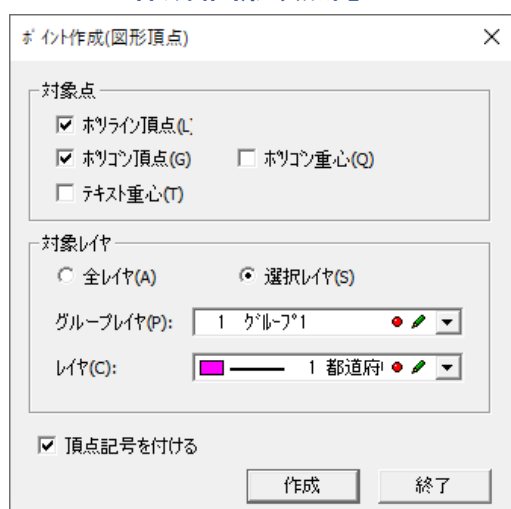 ポイント作成(図形頂点)
対象点
ポリライン頂点(L)
ポリゴン頂点(G) ポリゴン重心(Q)
テキスト重心(T)
対象レイヤ
全レイヤ(A) 選択レイヤ(S)
グループレイヤ(P): 1 グループ1
レイヤ(C): 1 都道府
頂点記号を付ける
作成 終了